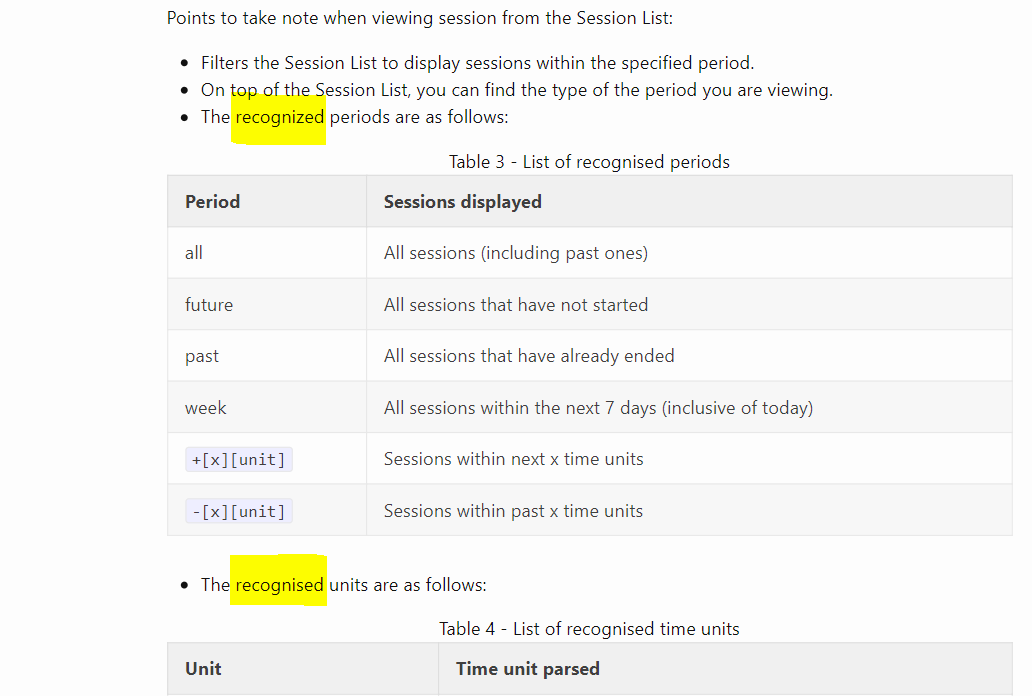 Points to take note when viewing session from the Session List:
• Filters the Session List to display sessions within the specified period.
• On top of the Session List, you can find the type of the period you are viewing.
• The recognized periods are as follows:
Table 3 - List of recognised periods
Period Sessions displayed
all All sessions (including past ones)
future All sessions that have not started
past All sessions that have already ended
week All sessions within the next 7 days (inclusive of today)
+[x][unit] Sessions within next x time units
-[x][unit] Sessions within past x time units
• The recognised units are as follows:
Table 4 - List of recognised time units
Unit Time unit parsed